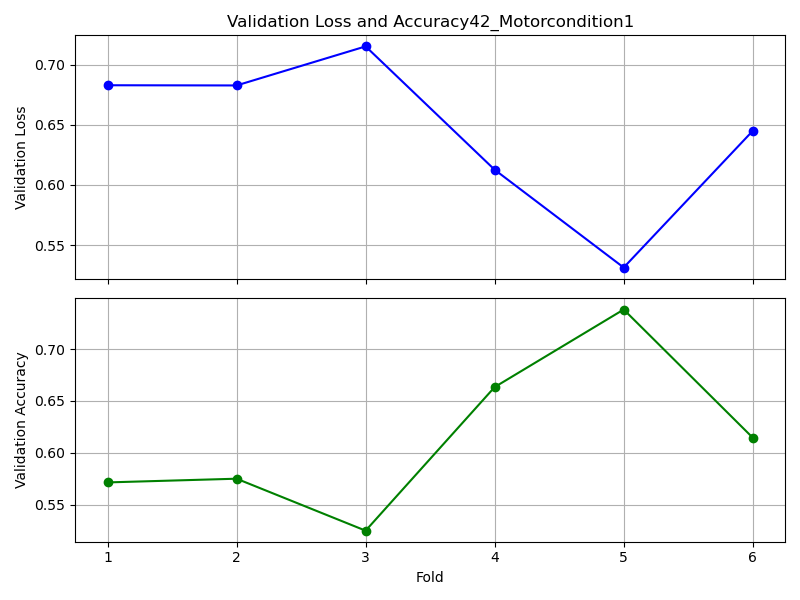 Validation Loss and Accuracy42_Motorcondition1
Validation Loss
0.70
0.65
0.60
0.55
Validation Accuracy
0.70
0.65
0.60
0.55
1 2 3 4 5 6
Fold